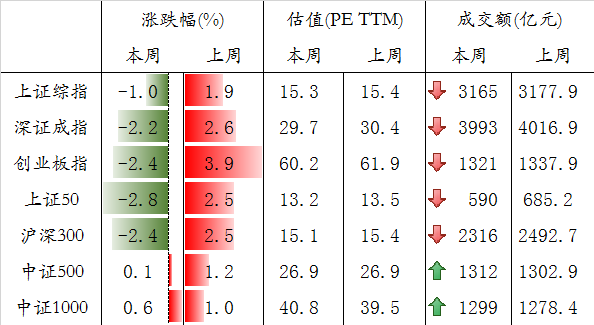 涨跌幅(%) 估值(PE TTM) 成交额(亿元)
本周 上周 本周 上周 本周 上周
上证综指 -1.0 1.9 15.3 15.4 3165 3177.9
深证成指 -2.2 2.6 29.7 30.4 3993 4016.9
创业板指 -2.4 3.9 60.2 61.9 1321 1337.9
上证50 -2.8 2.5 13.2 13.5 590 685.2
沪深300 -2.4 2.5 15.1 15.4 2316 2492.7
中证500 0.1 1.2 26.9 26.9 1312 1302.9
中证1000 0.6 1.0 40.8 39.5 1299 1278.4